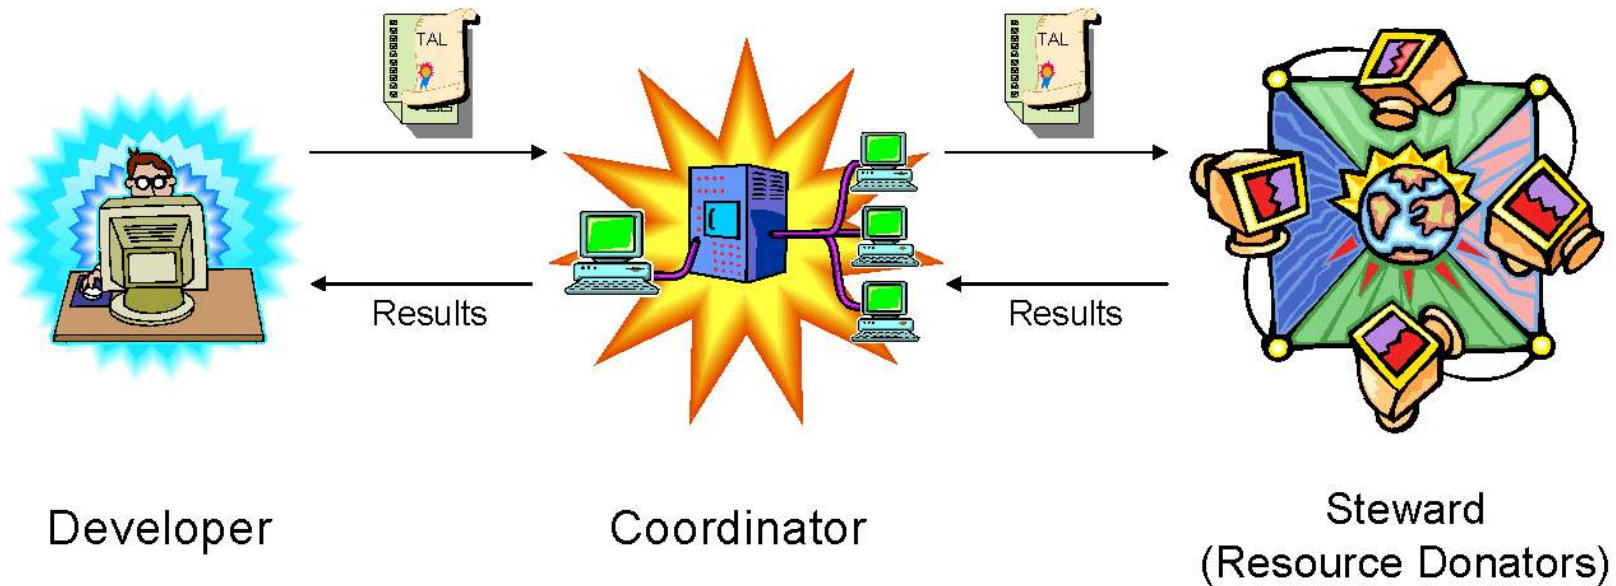 TAL
TAL
Results
Results
Developer
Coordinator
Steward
(Resource Donators)